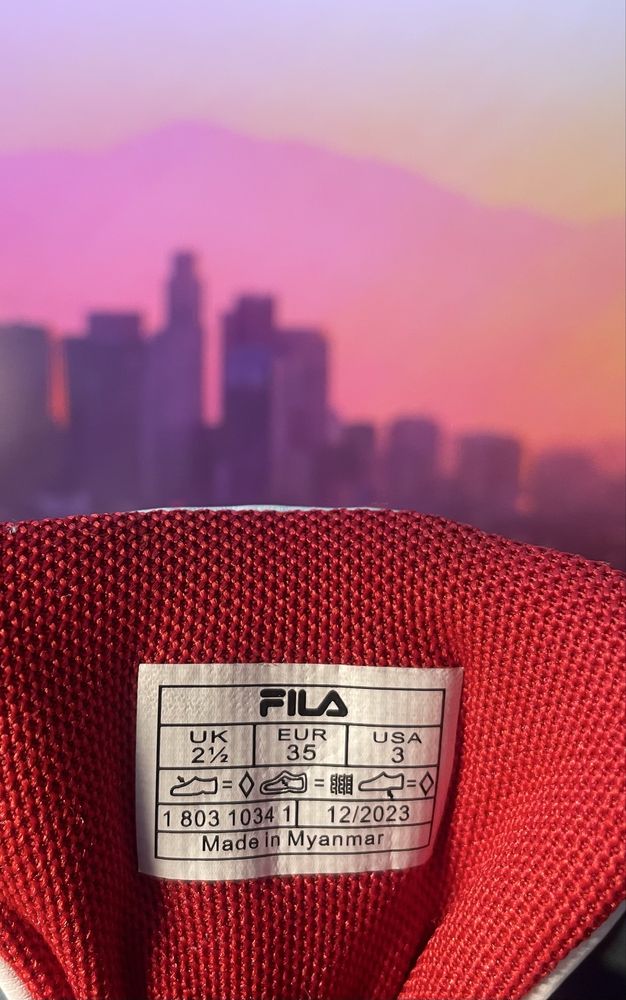 FILA
UK EUR USA
2½ 35 3
= = =
1 803 1034 1 12/2023
Made in Myanmar